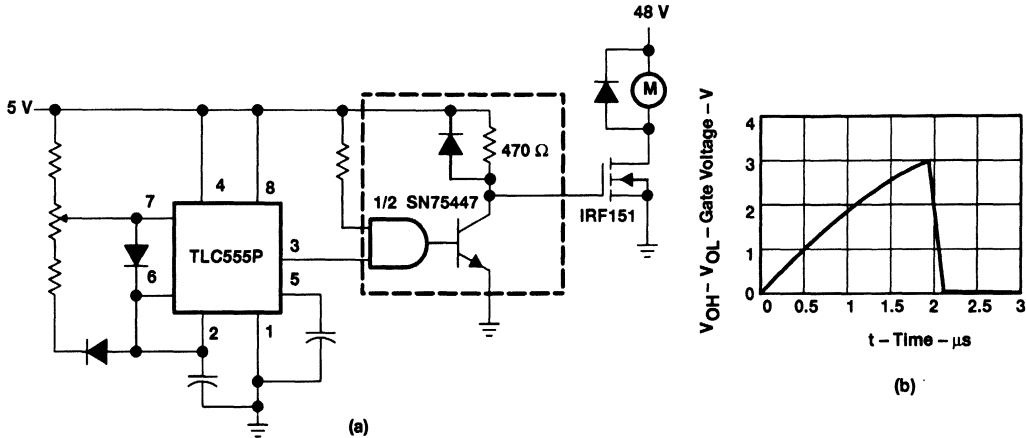 48 V
M
5 V
470 Ω
4
8
7
1/2 SN75447
IRF151
TLC555P
3
6
5
2
1
(a)
VOH – VOL – Gate Voltage – V
4
3
2
1
0
0
0.5
1
1.5
2
2.5
3
t – Time – μs
(b)